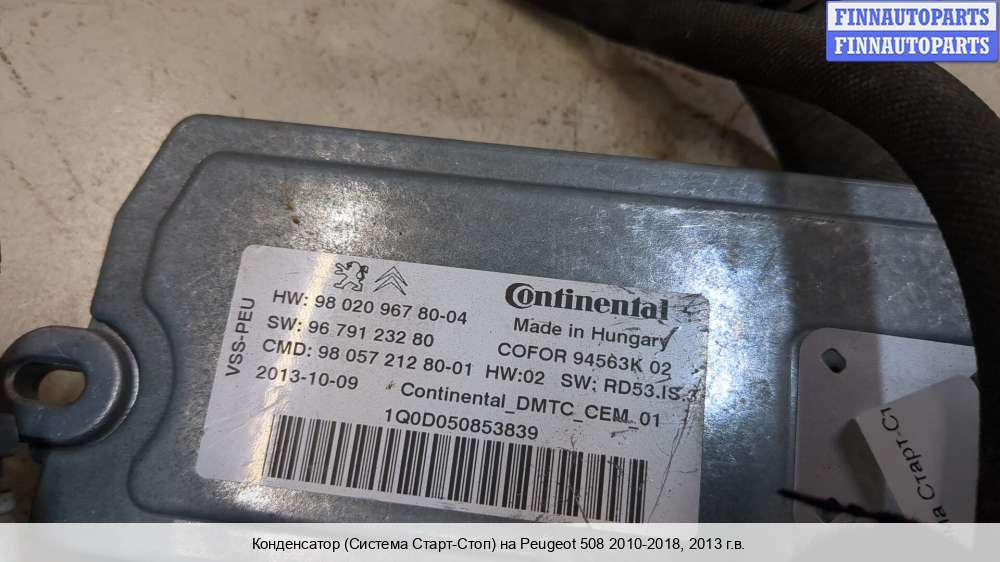 FINNAUTOPARTS
FINNAUTOPARTS
VSS-PEU
HW: 98 020 967 80-04
SW: 96 791 232 80
CMD: 98 057 212 80-01
2013-10-09
Continental
Made in Hungary
COFOR 94563K 02
HW:02 SW: RD53.IS.
Continental_DMTC_CEM_01
1Q0D050853839
Старт-Ст
Конденсатор (Система Старт-Стоп) на Peugeot 508 2010-2018, 2013 г.в.